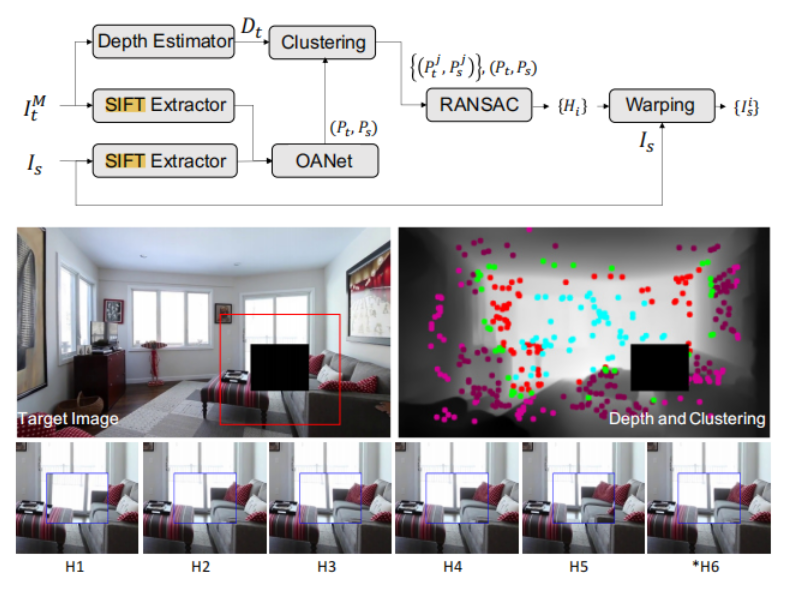 Depth Estimator
D_t
Clustering
{(P_t^j, P_s^j)}, (P_t, P_s)
I_t^M
SIFT Extractor
RANSAC
{H_i}
Warping
{I_s^i}
(P_t, P_s)
I_s
I_s
SIFT Extractor
OANet
Target Image
Depth and Clustering
H1
H2
H3
H4
H5
*H6